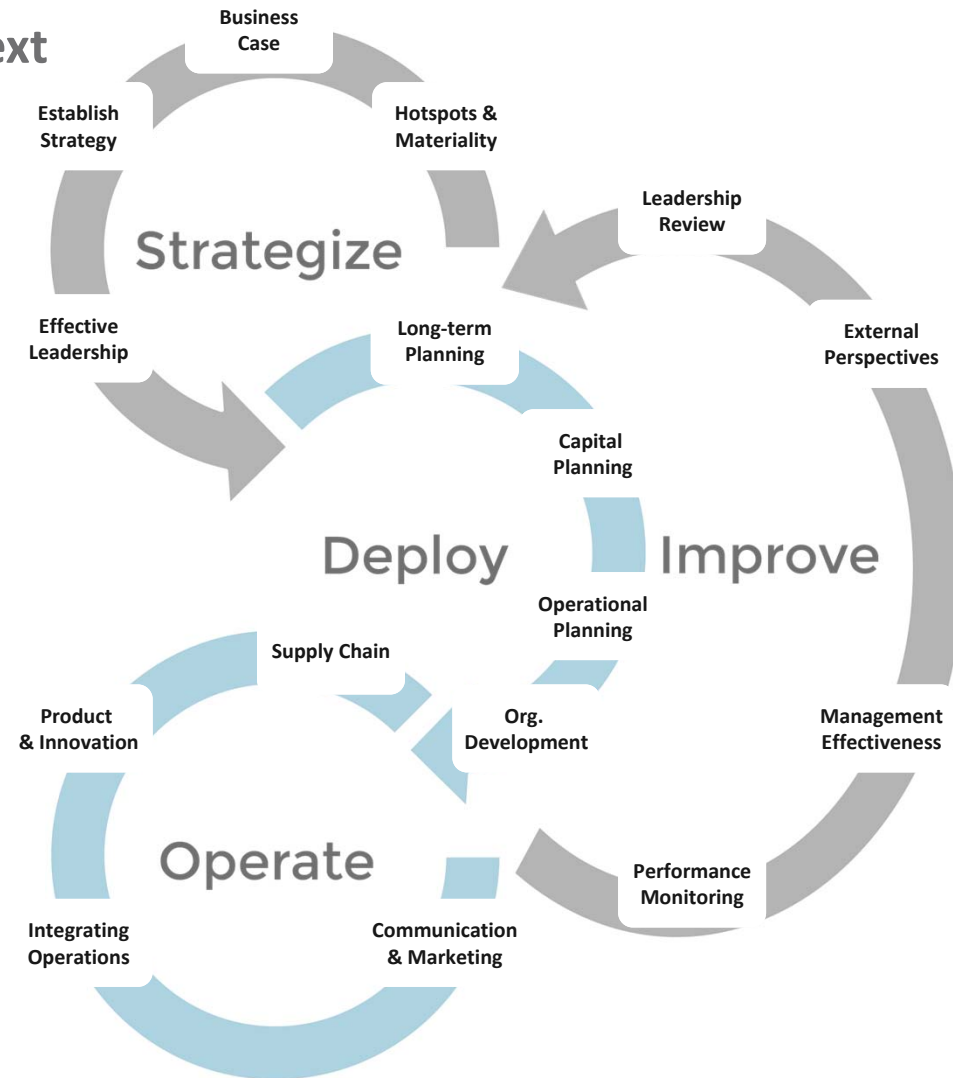 ext
Business
Case
Establish
Strategy
Hotspots &
Materiality
Strategize
Effective
Leadership
Leadership
Review
External
Perspectives
Long-term
Planning
Capital
Planning
Deploy
Improve
Operational
Planning
Org.
Development
Management
Effectiveness
Performance
Monitoring
Supply Chain
Product
& Innovation
Operate
Integrating
Operations
Communication
& Marketing